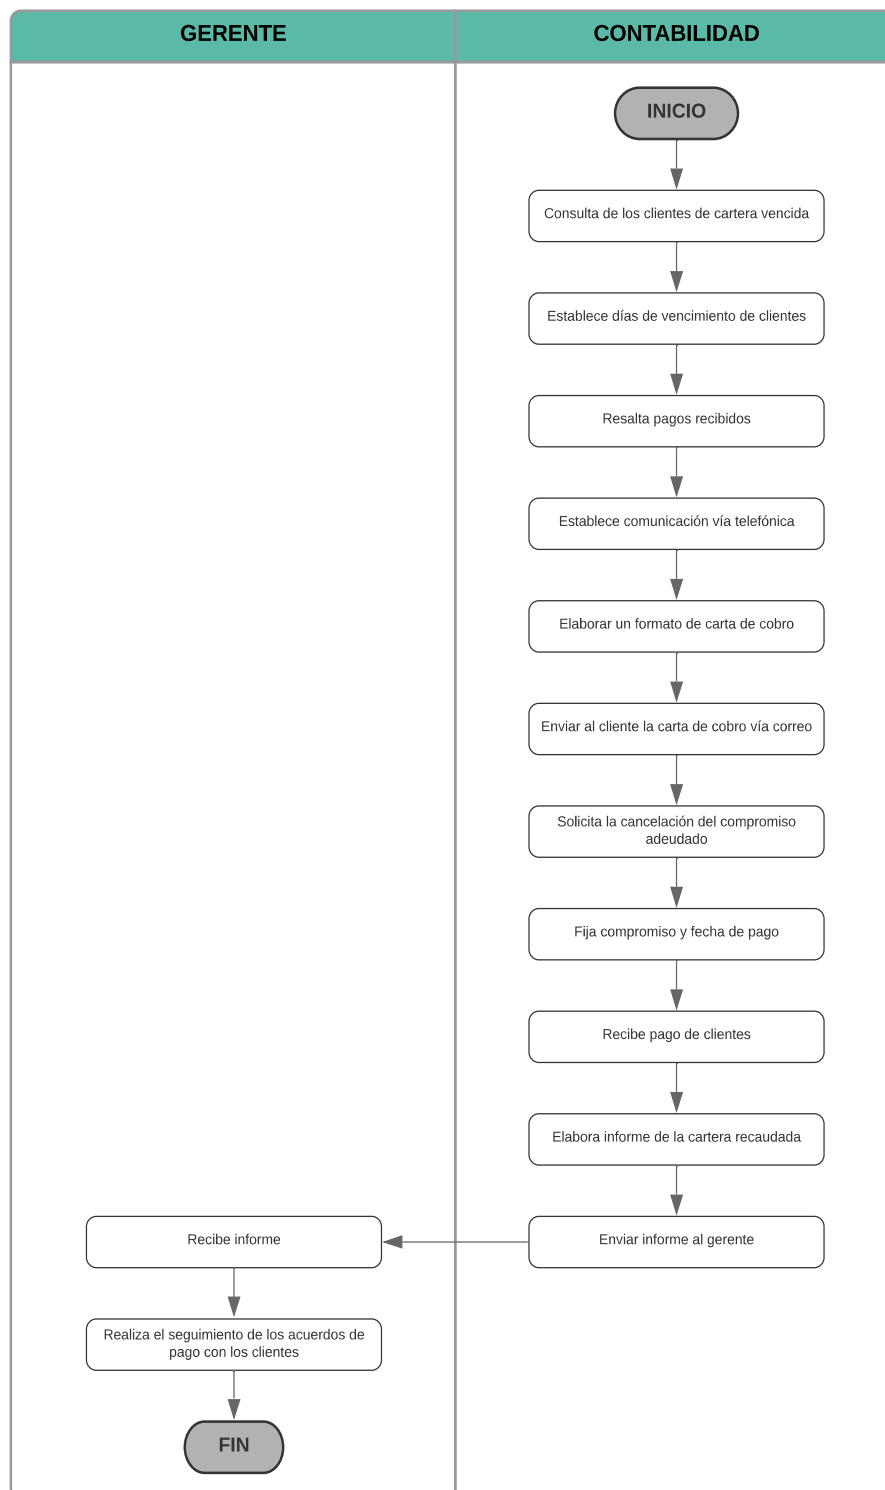 GERENTE
CONTABILIDAD
INICIO
Consulta de los clientes de cartera vencida
Establece días de vencimiento de clientes
Resalta pagos recibidos
Establece comunicación vía telefónica
Elaborar un formato de carta de cobro
Enviar al cliente la carta de cobro vía correo
Solicita la cancelación del compromiso
adeudado
Fija compromiso y fecha de pago
Recibe pago de clientes
Elabora informe de la cartera recaudada
Enviar informe al gerente
Recibe informe
Realiza el seguimiento de los acuerdos de
pago con los clientes
FIN